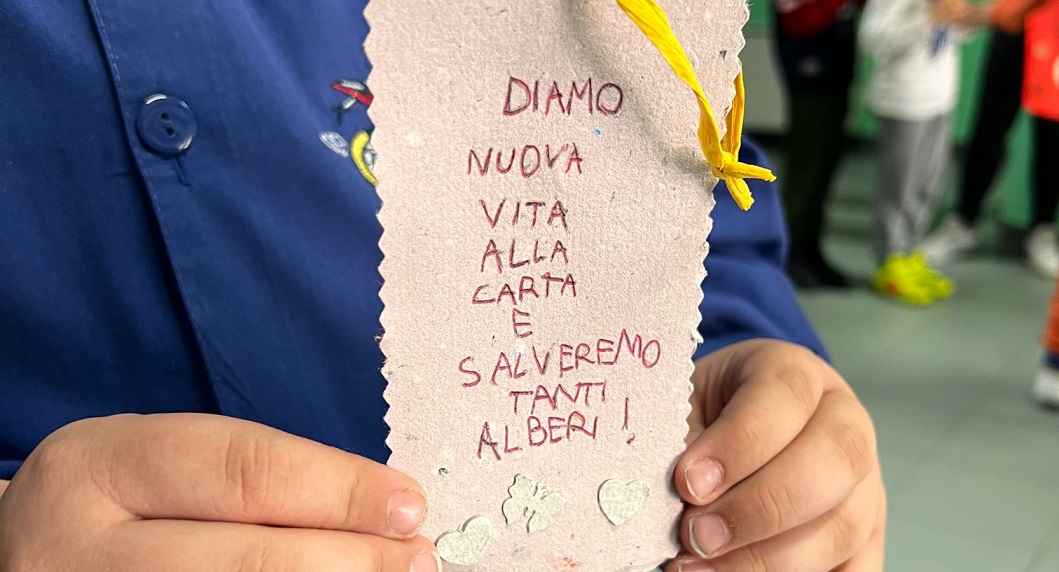 DIAMO
NUOVA
VITA
ALLA
CARTA
E
SALVEREMO
TANTI
ALBERI !